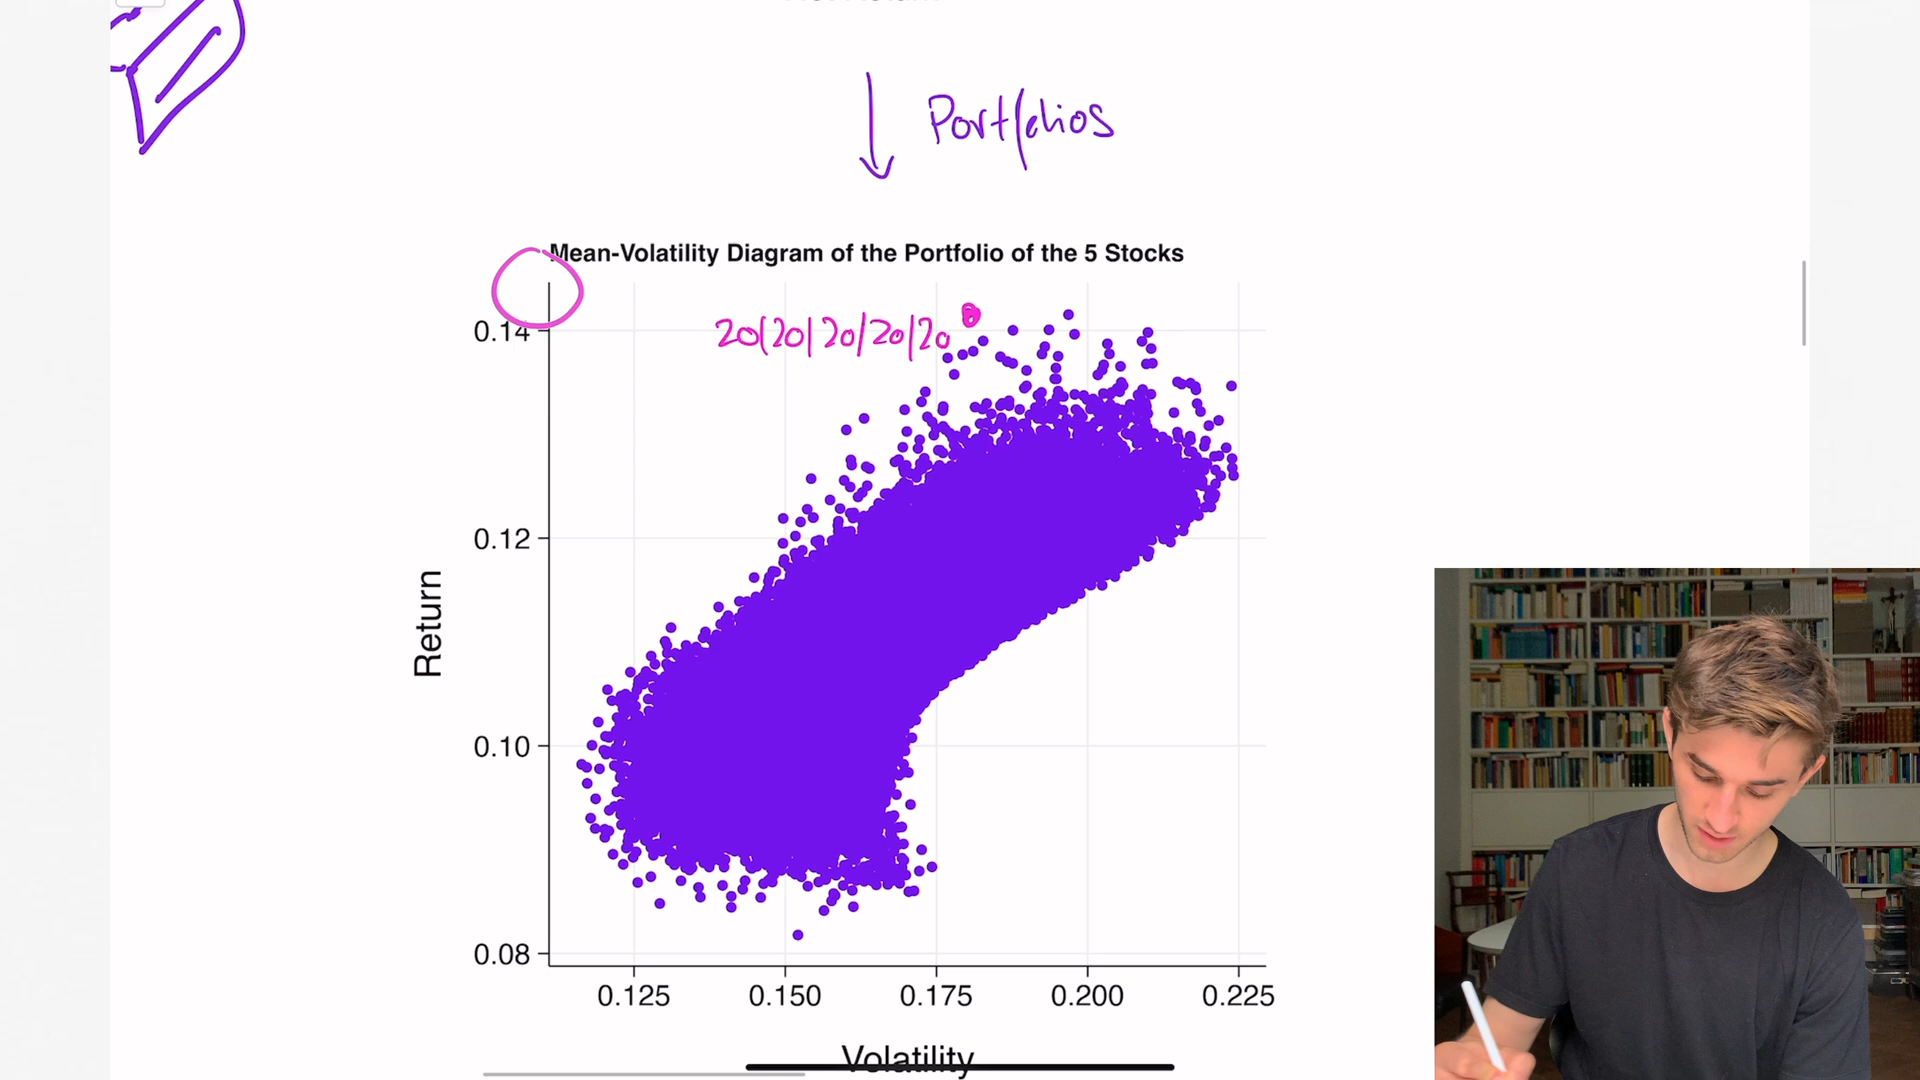 Portfolios
Mean-Volatility Diagram of the Portfolio of the 5 Stocks
0.14
20/20/20/20/20
0.12
Return
0.10
0.08
0.125 0.150 0.175 0.200 0.225
Volatility